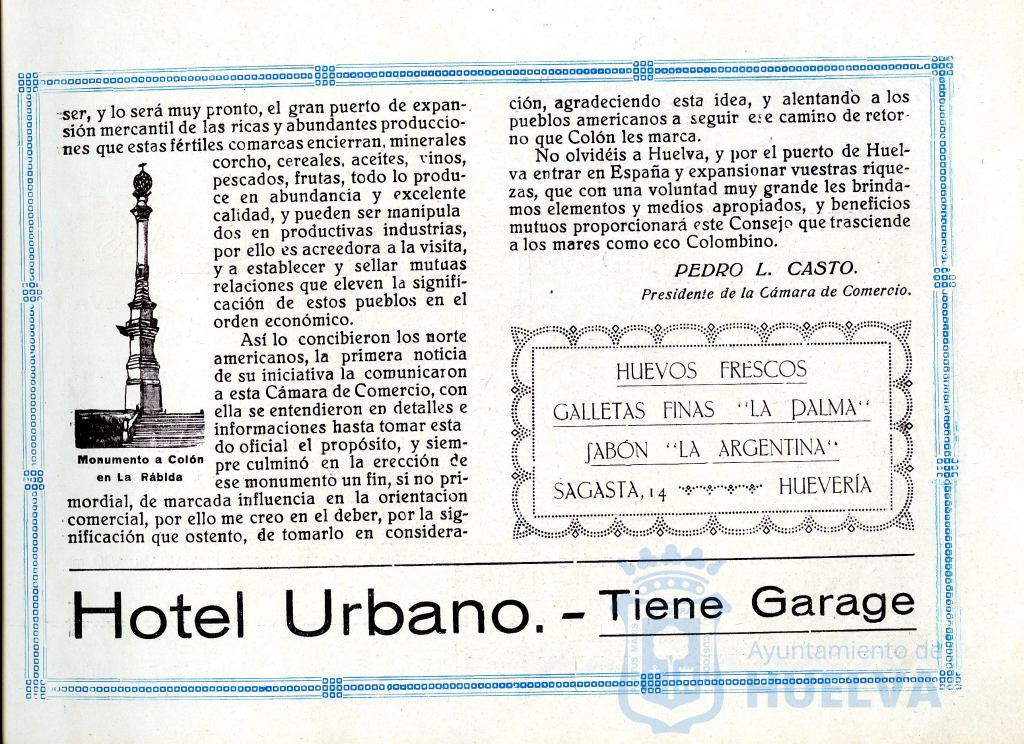 ser, y lo será muy pronto, el gran puerto de expan-
sión mercantil de las ricas y abundantes produccio-
nes que estas fértiles comarcas encierran, minerales
corcho, cereales, aceites, vinos,
pescados, frutas, todo lo produ-
ce en abundancia y excelente
calidad, y pueden ser manipula
dos en productivas industrias,
por ello es acreedora a la visita,
y a establecer y sellar mutuas
relaciones que eleven la signifi-
cación de estos pueblos en el
orden económico.
Así lo concibieron los norte
americanos, la primera noticia
de su iniciativa la comunicaron
a esta Cámara de Comercio, con
ella se entendieron en detalles e
informaciones hasta tomar esta
do oficial el propósito, y siem-
pre culminó en la erección de
ese monumento un fin, si no pri-
mordial, de marcada influencia en la orientacion
comercial, por ello me creo en el deber, por la sig-
nificación que ostento, de tomarlo en considera-
Monumento a Colón
en La Rábida
ción, agradeciendo esta idea, y alentando a los
pueblos americanos a seguir ese camino de retor-
no que Colón les marca.
No olvidéis a Huelva, y por el puerto de Huel-
va entrar en España y expansionar vuestras rique-
zas, que con una voluntad muy grande les brinda-
mos elementos y medios apropiados, y beneficios
mutuos proporcionará este Consejo que trasciende
a los mares como eco Colombino.
PEDRO L. CASTO.
Presidente de la Cámara de Comercio.
HUEVOS FRESCOS
GALLETAS FINAS "LA PALMA"
JABÓN "LA ARGENTINA"
SAGASTA, 14 HUEVERÍA
Hotel Urbano. - Tiene Garage
Ayuntamiento de
HUELVA